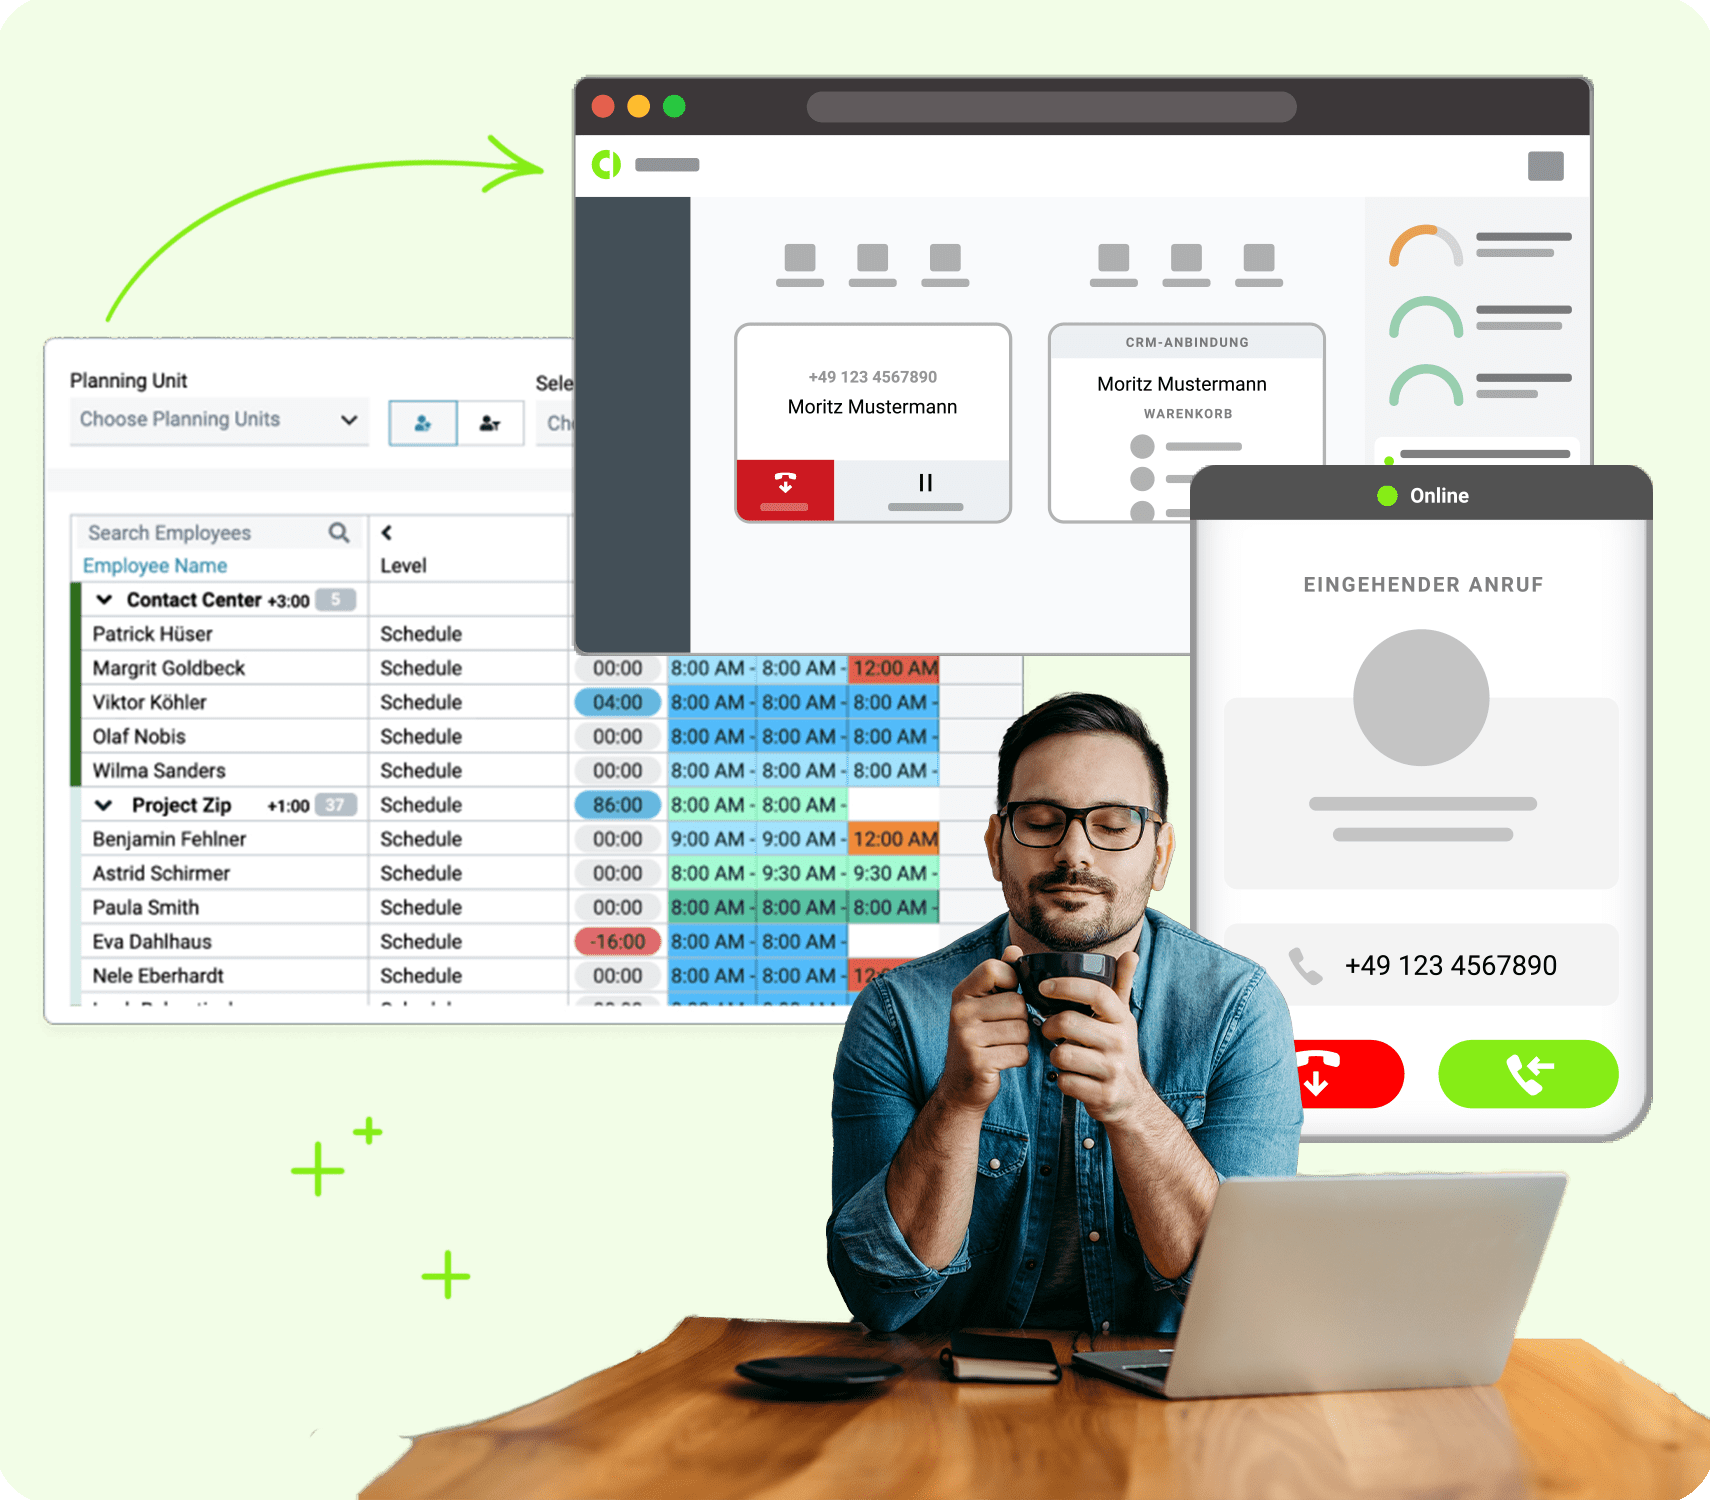 +49 123 4567890
Moritz Mustermann
CRM-ANBINDUNG
Moritz Mustermann
WARENKORB
Online
EINGEHENDER ANRUF
+49 123 4567890
Planning Unit
Choose Planning Units
Sele
Search Employees
Employee Name Level
Contact Center +3:00 5
Patrick Hüser Schedule
Margrit Goldbeck Schedule 00:00 8:00 AM - 8:00 AM - 12:00 AM
Viktor Köhler Schedule 04:00 8:00 AM - 8:00 AM - 8:00 AM -
Olaf Nobis Schedule 00:00 8:00 AM - 8:00 AM - 8:00 AM -
Wilma Sanders Schedule 00:00 8:00 AM - 8:00 AM - 8:00 AM -
Project Zip +1:00 37 Schedule 86:00 8:00 AM - 8:00 AM -
Benjamin Fehlner Schedule 00:00 9:00 AM - 9:00 AM - 12:00 AM
Astrid Schirmer Schedule 00:00 8:00 AM - 9:30 AM - 9:30 AM -
Paula Smith Schedule 00:00 8:00 AM - 8:00 AM - 8:00 AM -
Eva Dahlhaus Schedule -16:00 8:00 AM - 8:00 AM -
Nele Eberhardt Schedule 00:00 8:00 AM - 8:00 AM -